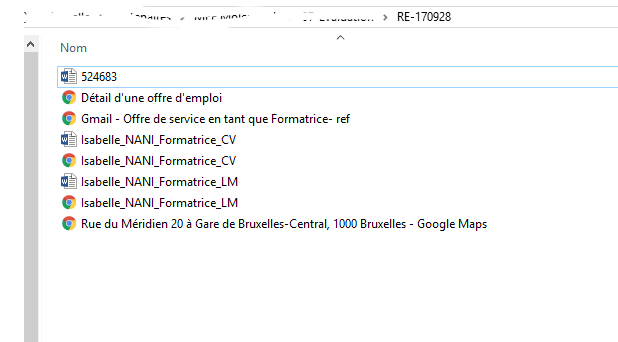 > RE-170928
Nom
524683
Détail d'une offre d'emploi
Gmail - Offre de service en tant que Formatrice- ref
Isabelle_NANI_Formatrice_CV
Isabelle_NANI_Formatrice_CV
Isabelle_NANI_Formatrice_LM
Isabelle_NANI_Formatrice_LM
Rue du Méridien 20 à Gare de Bruxelles-Central, 1000 Bruxelles - Google Maps